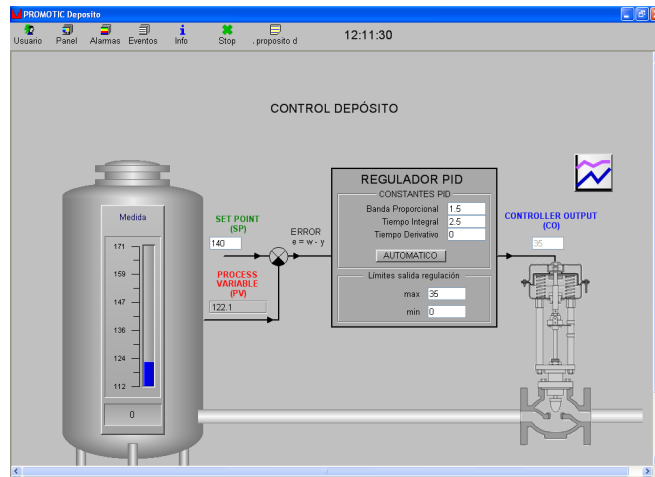 PROMOTIC Deposito
Usuario Panel Alarmas Eventos Info Stop . proposito d 12:11:30
CONTROL DEPÓSITO
REGULADOR PID
CONSTANTES PID
Banda Proporcional 1.5
Tiempo Integral 2.5
Tiempo Derivativo 0
AUTOMATICO
Límites salida regulación
max 35
min 0
Medida
171
159
147
136
124
112
0
SET POINT
(SP)
140
ERROR
e = w - y
PROCESS
VARIABLE
(PV)
122.1
CONTROLLER OUTPUT
(CO)
35